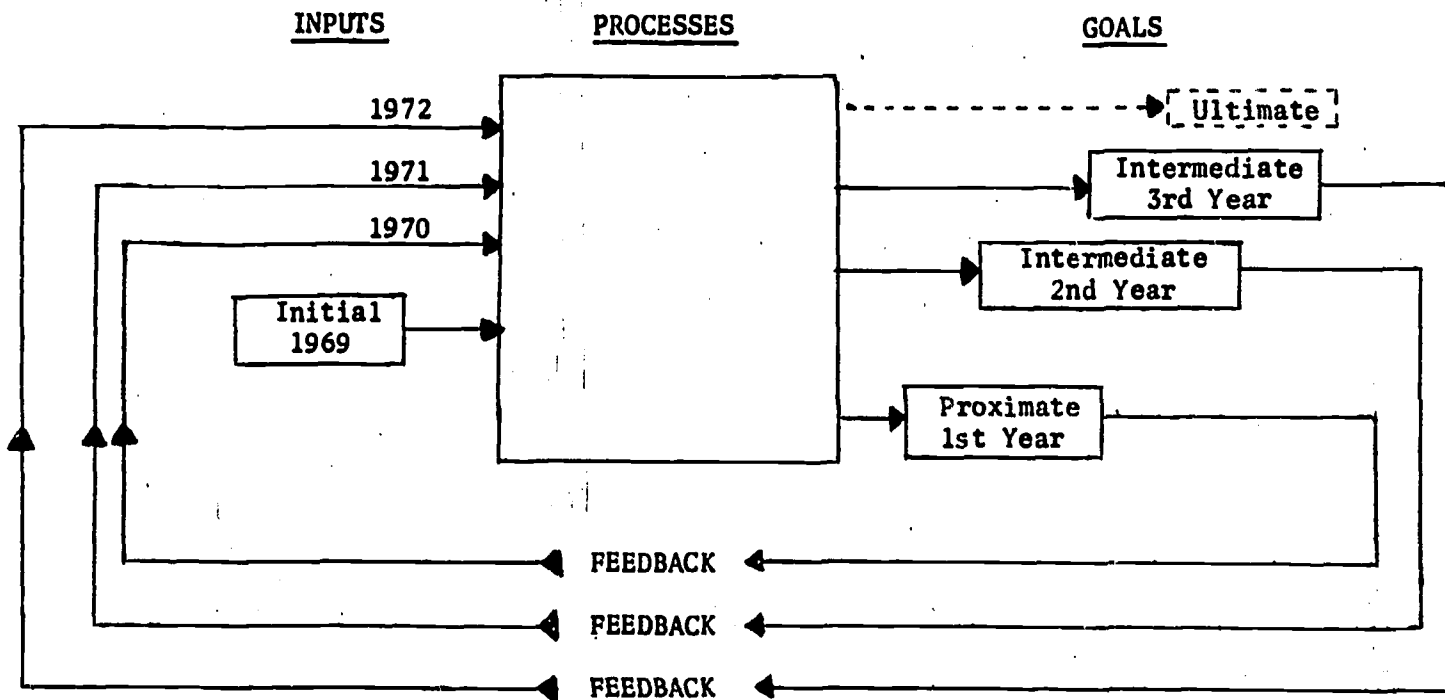 INPUTS
PROCESSES
GOALS
1972
Ultimate
1971
Intermediate
3rd Year
1970
Intermediate
2nd Year
Initial
1969
Proximate
1st Year
FEEDBACK
FEEDBACK
FEEDBACK